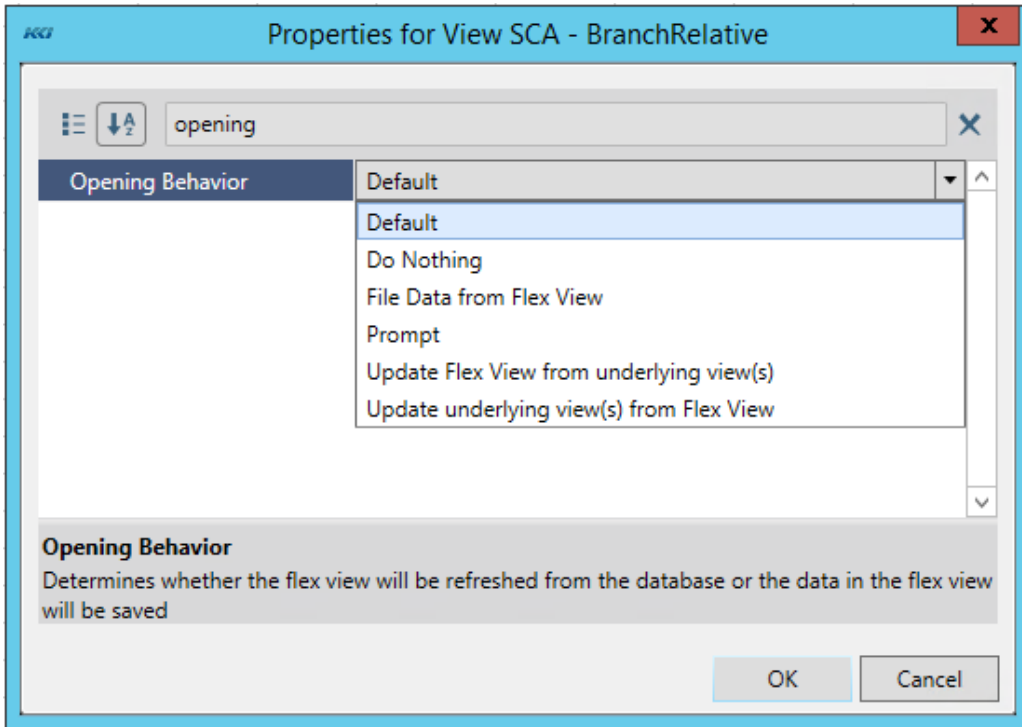 KCI
Properties for View SCA - BranchRelative
x
A
Z
opening
Opening Behavior
Default
Default
Do Nothing
File Data from Flex View
Prompt
Update Flex View from underlying view(s)
Update underlying view(s) from Flex View
Opening Behavior
Determines whether the flex view will be refreshed from the database or the data in the flex view
will be saved
OK
Cancel